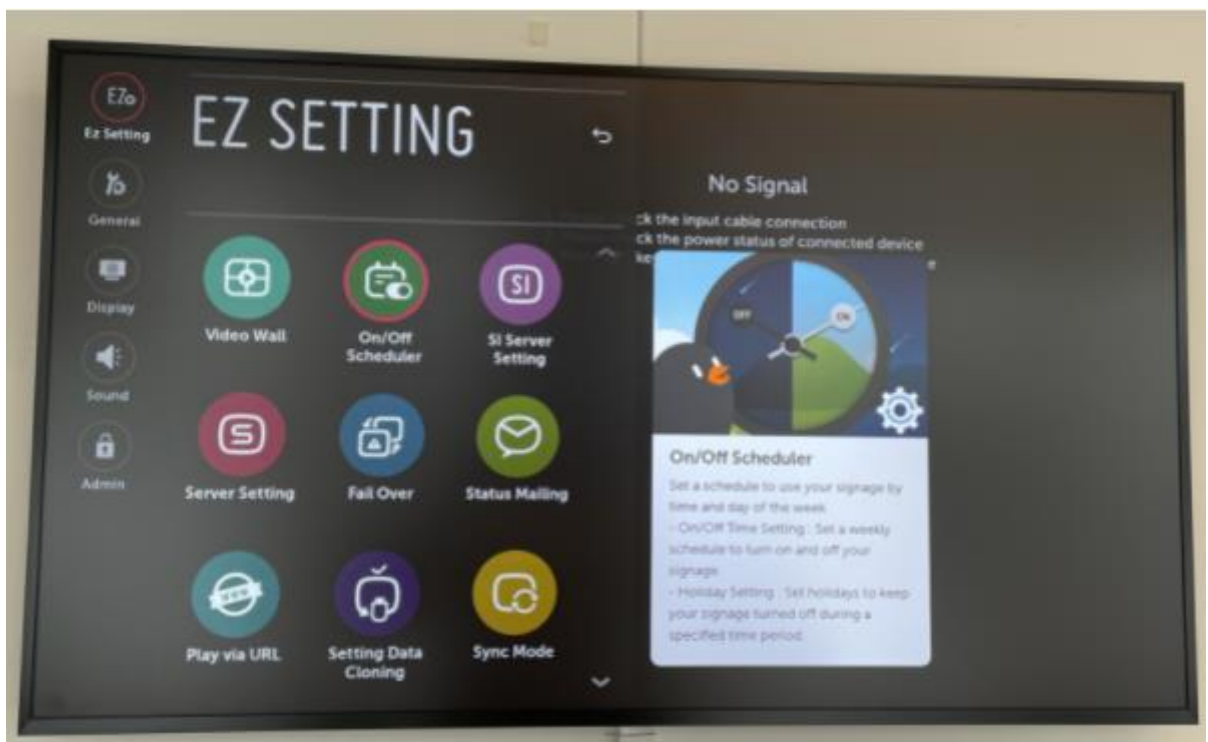 EZ
Ez Setting
General
Display
Sound
Admin
EZ SETTING
Video Wall
On/Off
Scheduler
SI
SI Server
Setting
S
Server Setting
Fail Over
Status Mailing
WWW
Play via URL
Setting Data
Cloning
Sync Mode
No Signal
ck the input cable connection
ck the power status of connected device
ke
e
OFF
ON
On/Off Scheduler
Set a schedule to use your signage by
time and day of the week
- On/Off Time Setting : Set a weekly
schedule to turn on and off your
signage
- Holiday Setting : Set holidays to keep
your signage turned off during a
specified time period.